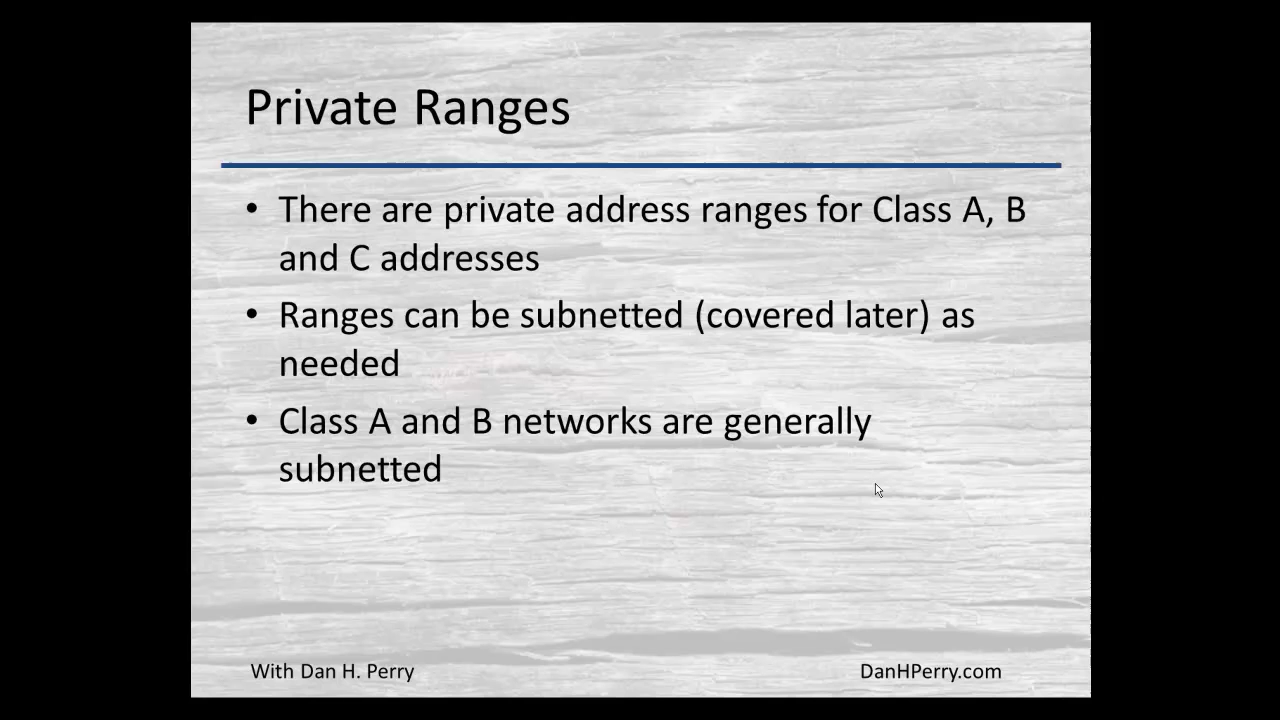 Private Ranges
• There are private address ranges for Class A, B
and C addresses
• Ranges can be subnetted (covered later) as
needed
• Class A and B networks are generally
subnetted
With Dan H. Perry
DanHPerry.com